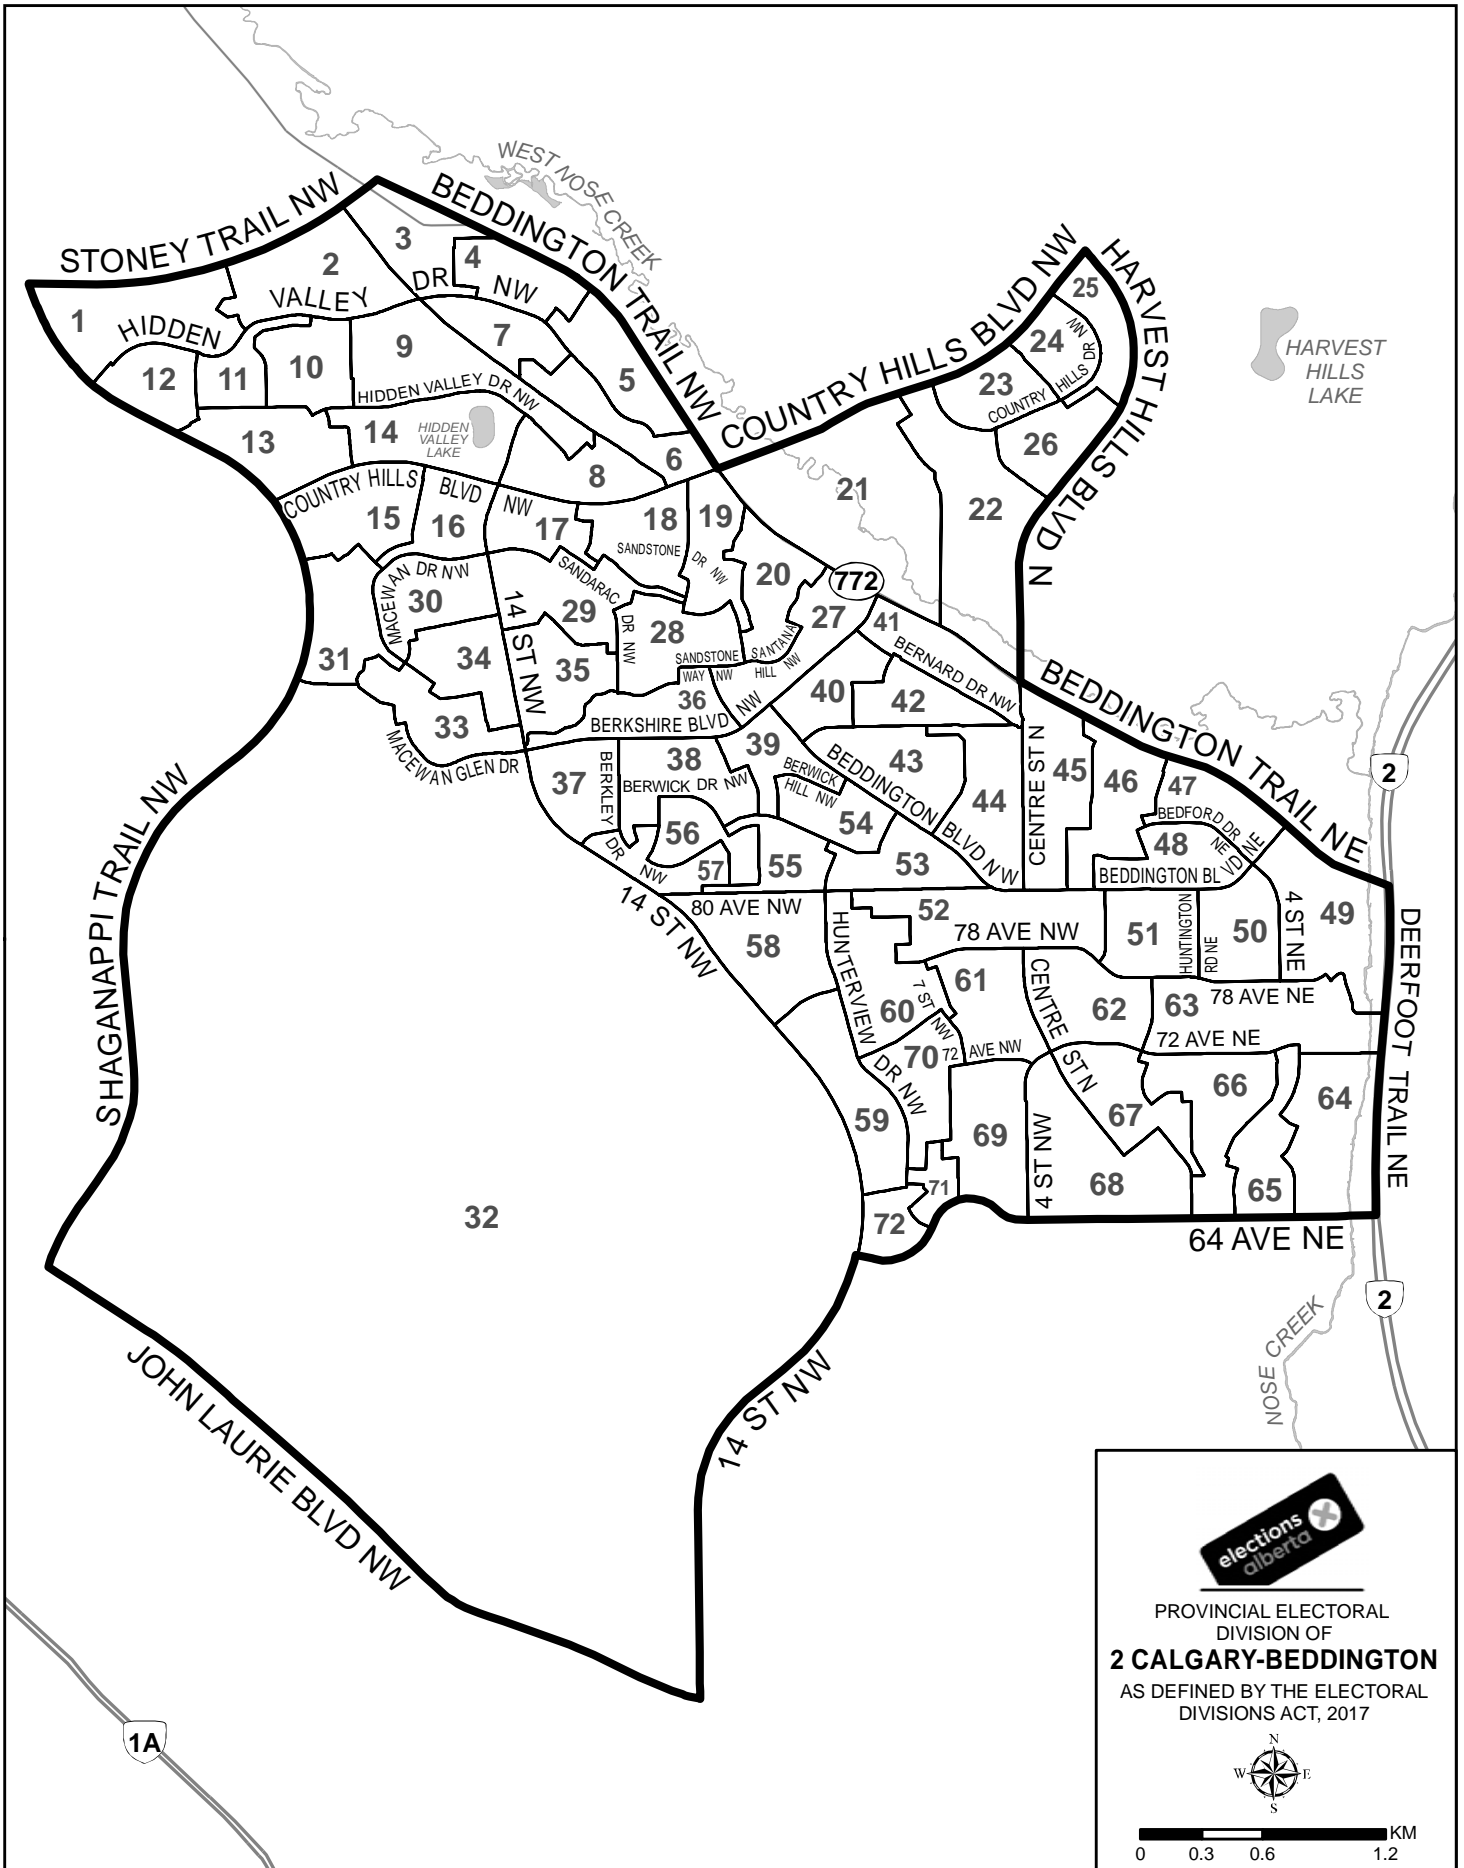 WEST NOSE CREEK
STONEY TRAIL NW
BEDDINGTON TRAIL NW
COUNTRY HILLS BLVD NW
HARVEST HILLS BLVD N
HARVEST
HILLS
LAKE
1
2
3
4
HIDDEN VALLEY DR NW
5
6
7
8
9
10
11
12
13
14
HIDDEN VALLEY DR NW
HIDDEN
VALLEY
LAKE
COUNTRY HILLS BLVD NW
15
16
17
18
19
20
21
22
23
24
25
26
COUNTRY HILLS DR NW
772
SANDSTONE DR NW
SANDARAC DR NW
MACEWAN DR NW
14 ST NW
27
28
29
30
31
SANTANA
HILL NW
SANDSTONE
WAY NW
33
34
35
36
BERKSHIRE BLVD NW
MACEWAN GLEN DR
41
BERNARD DR NW
40
42
BEDDINGTON TRAIL NE
37
38
39
BERKLEY DR NW
BERWICK DR NW
BERWICK
HILL NW
BEDDINGTON BLVD NW
43
44
CENTRE ST N
45
46
47
BEDFORD DR NE
48
BEDDINGTON BLVD NE
2
53
54
55
56
57
80 AVE NW
14 ST NW
58
HUNTERVIEW DR NW
52
78 AVE NW
51
HUNTINGTON
RD NE
50
4 ST NE
49
DEERFOOT TRAIL NE
SHAGANAPPI TRAIL NW
60
7 ST NW
61
CENTRE ST N
62
63
78 AVE NE
72 AVE NE
70
72 AVE NW
59
69
4 ST NW
67
66
64
68
65
71
72
64 AVE NE
32
2
NOSE CREEK
JOHN LAURIE BLVD NW
14 ST NW
1A
elections
alberta
PROVINCIAL ELECTORAL
DIVISION OF
2 CALGARY-BEDDINGTON
AS DEFINED BY THE ELECTORAL
DIVISIONS ACT, 2017
N
W E
S
KM
0 0.3 0.6 1.2